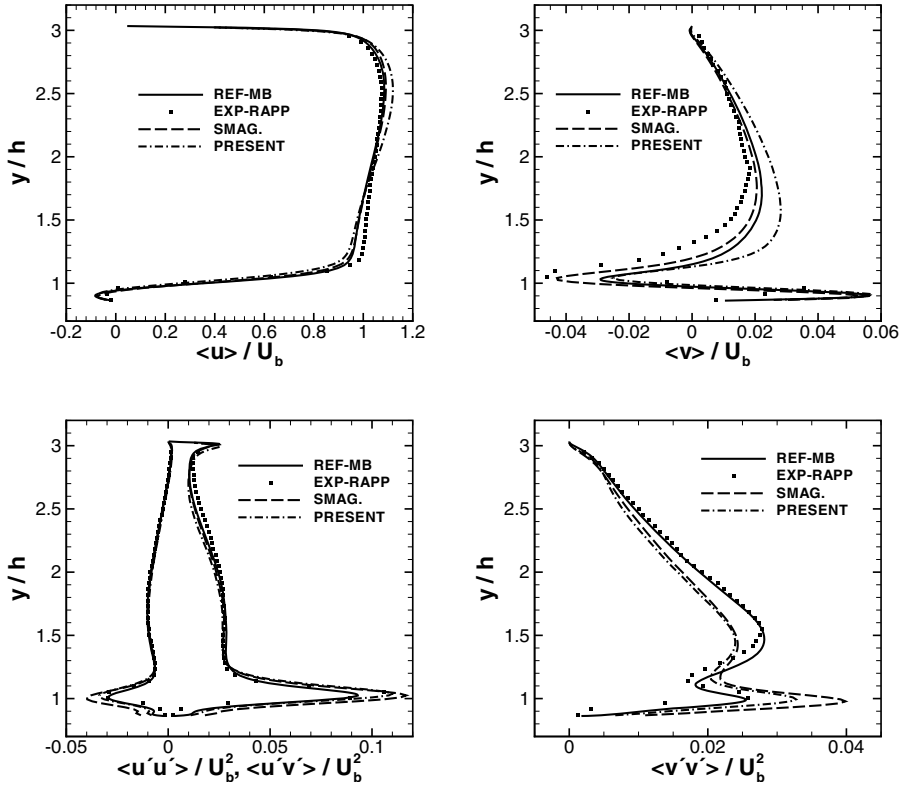 y / h
3
2.5
2
1.5
1
REF-MB
EXP-RAPP
SMAG.
PRESENT
-0.2 0 0.2 0.4 0.6 0.8 1 1.2
<u> / U_b
y / h
3
2.5
2
1.5
1
REF-MB
EXP-RAPP
SMAG.
PRESENT
-0.04 -0.02 0 0.02 0.04 0.06
<v> / U_b
y / h
3
2.5
2
1.5
1
REF-MB
EXP-RAPP
SMAG.
PRESENT
-0.05 0 0.05 0.1
<u´u´> / U_b^2, <u´v´> / U_b^2
y / h
3
2.5
2
1.5
1
REF-MB
EXP-RAPP
SMAG.
PRESENT
0 0.02 0.04
<v´v´> / U_b^2